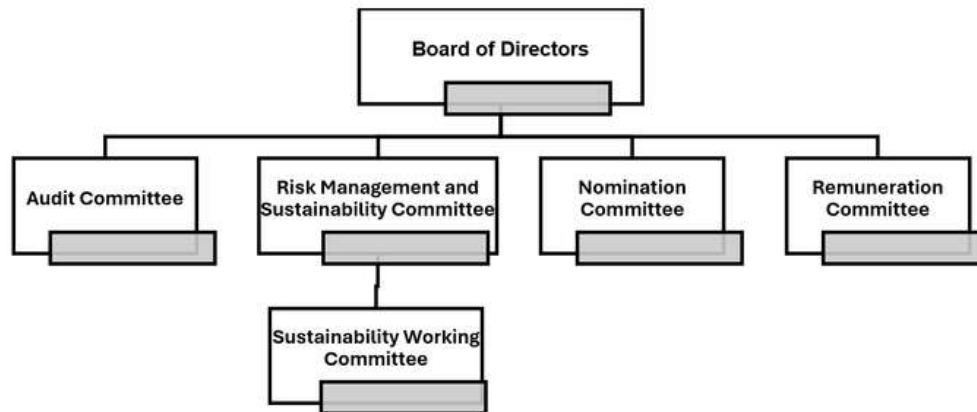 Board of Directors
Audit Committee
Risk Management and
Sustainability Committee
Nomination
Committee
Remuneration
Committee
Sustainability Working
Committee